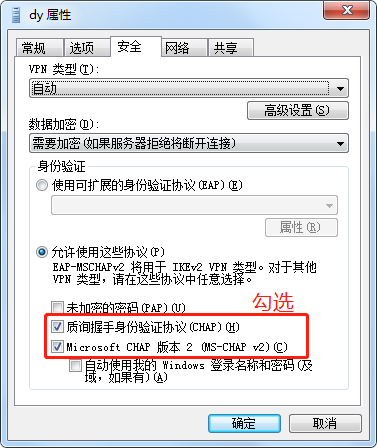 dy 属性
常规 选项 安全 网络 共享
VPN 类型(T):
自动
高级设置(S)
数据加密(D):
需要加密(如果服务器拒绝将断开连接)
身份验证
使用可扩展的身份验证协议(EAP)(E)
属性(R)
允许使用这些协议(P)
EAP-MSCHAPv2 将用于 IKEv2 VPN 类型。对于其他
VPN 类型，请在这些协议中任意选择。
勾选
未加密的密码(PAP)(U)
质询握手身份验证协议(CHAP)(H)
Microsoft CHAP 版本 2 (MS-CHAP v2)(C)
自动使用我的 Windows 登录名称和密码(及
域，如果有)(A)
确定 取消